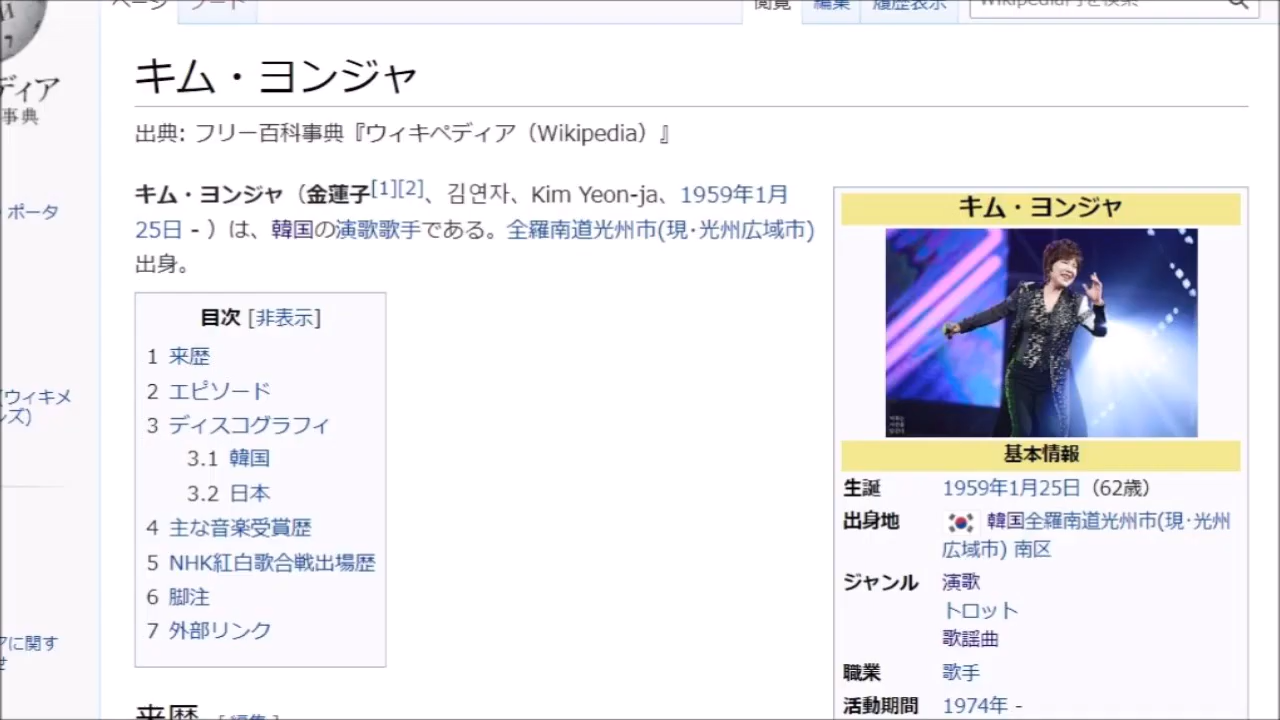 閲覧
編集
履歴表示
ディア
事典
ポータ
キム・ヨンジャ
出典: フリー百科事典『ウィキペディア（Wikipedia）』
キム・ヨンジャ（金蓮子[1][2]、김연자、Kim Yeon-ja、1959年1月
25日 - ）は、韓国の演歌歌手である。全羅南道光州市(現·光州広域市)
出身。
目次 [非表示]
1 来歴
2 エピソード
3 ディスコグラフィ
3.1 韓国
3.2 日本
4 主な音楽受賞歴
5 NHK紅白歌合戦出場歴
6 脚注
7 外部リンク
来歴 [編集]
(ウィキメ
ズ)
に関す
せ
キム・ヨンジャ
基本情報
生誕 1959年1月25日（62歳）
出身地 韓国全羅南道光州市(現·光州
広域市) 南区
ジャンル 演歌
トロット
歌謡曲
職業 歌手
活動期間 1974年 -